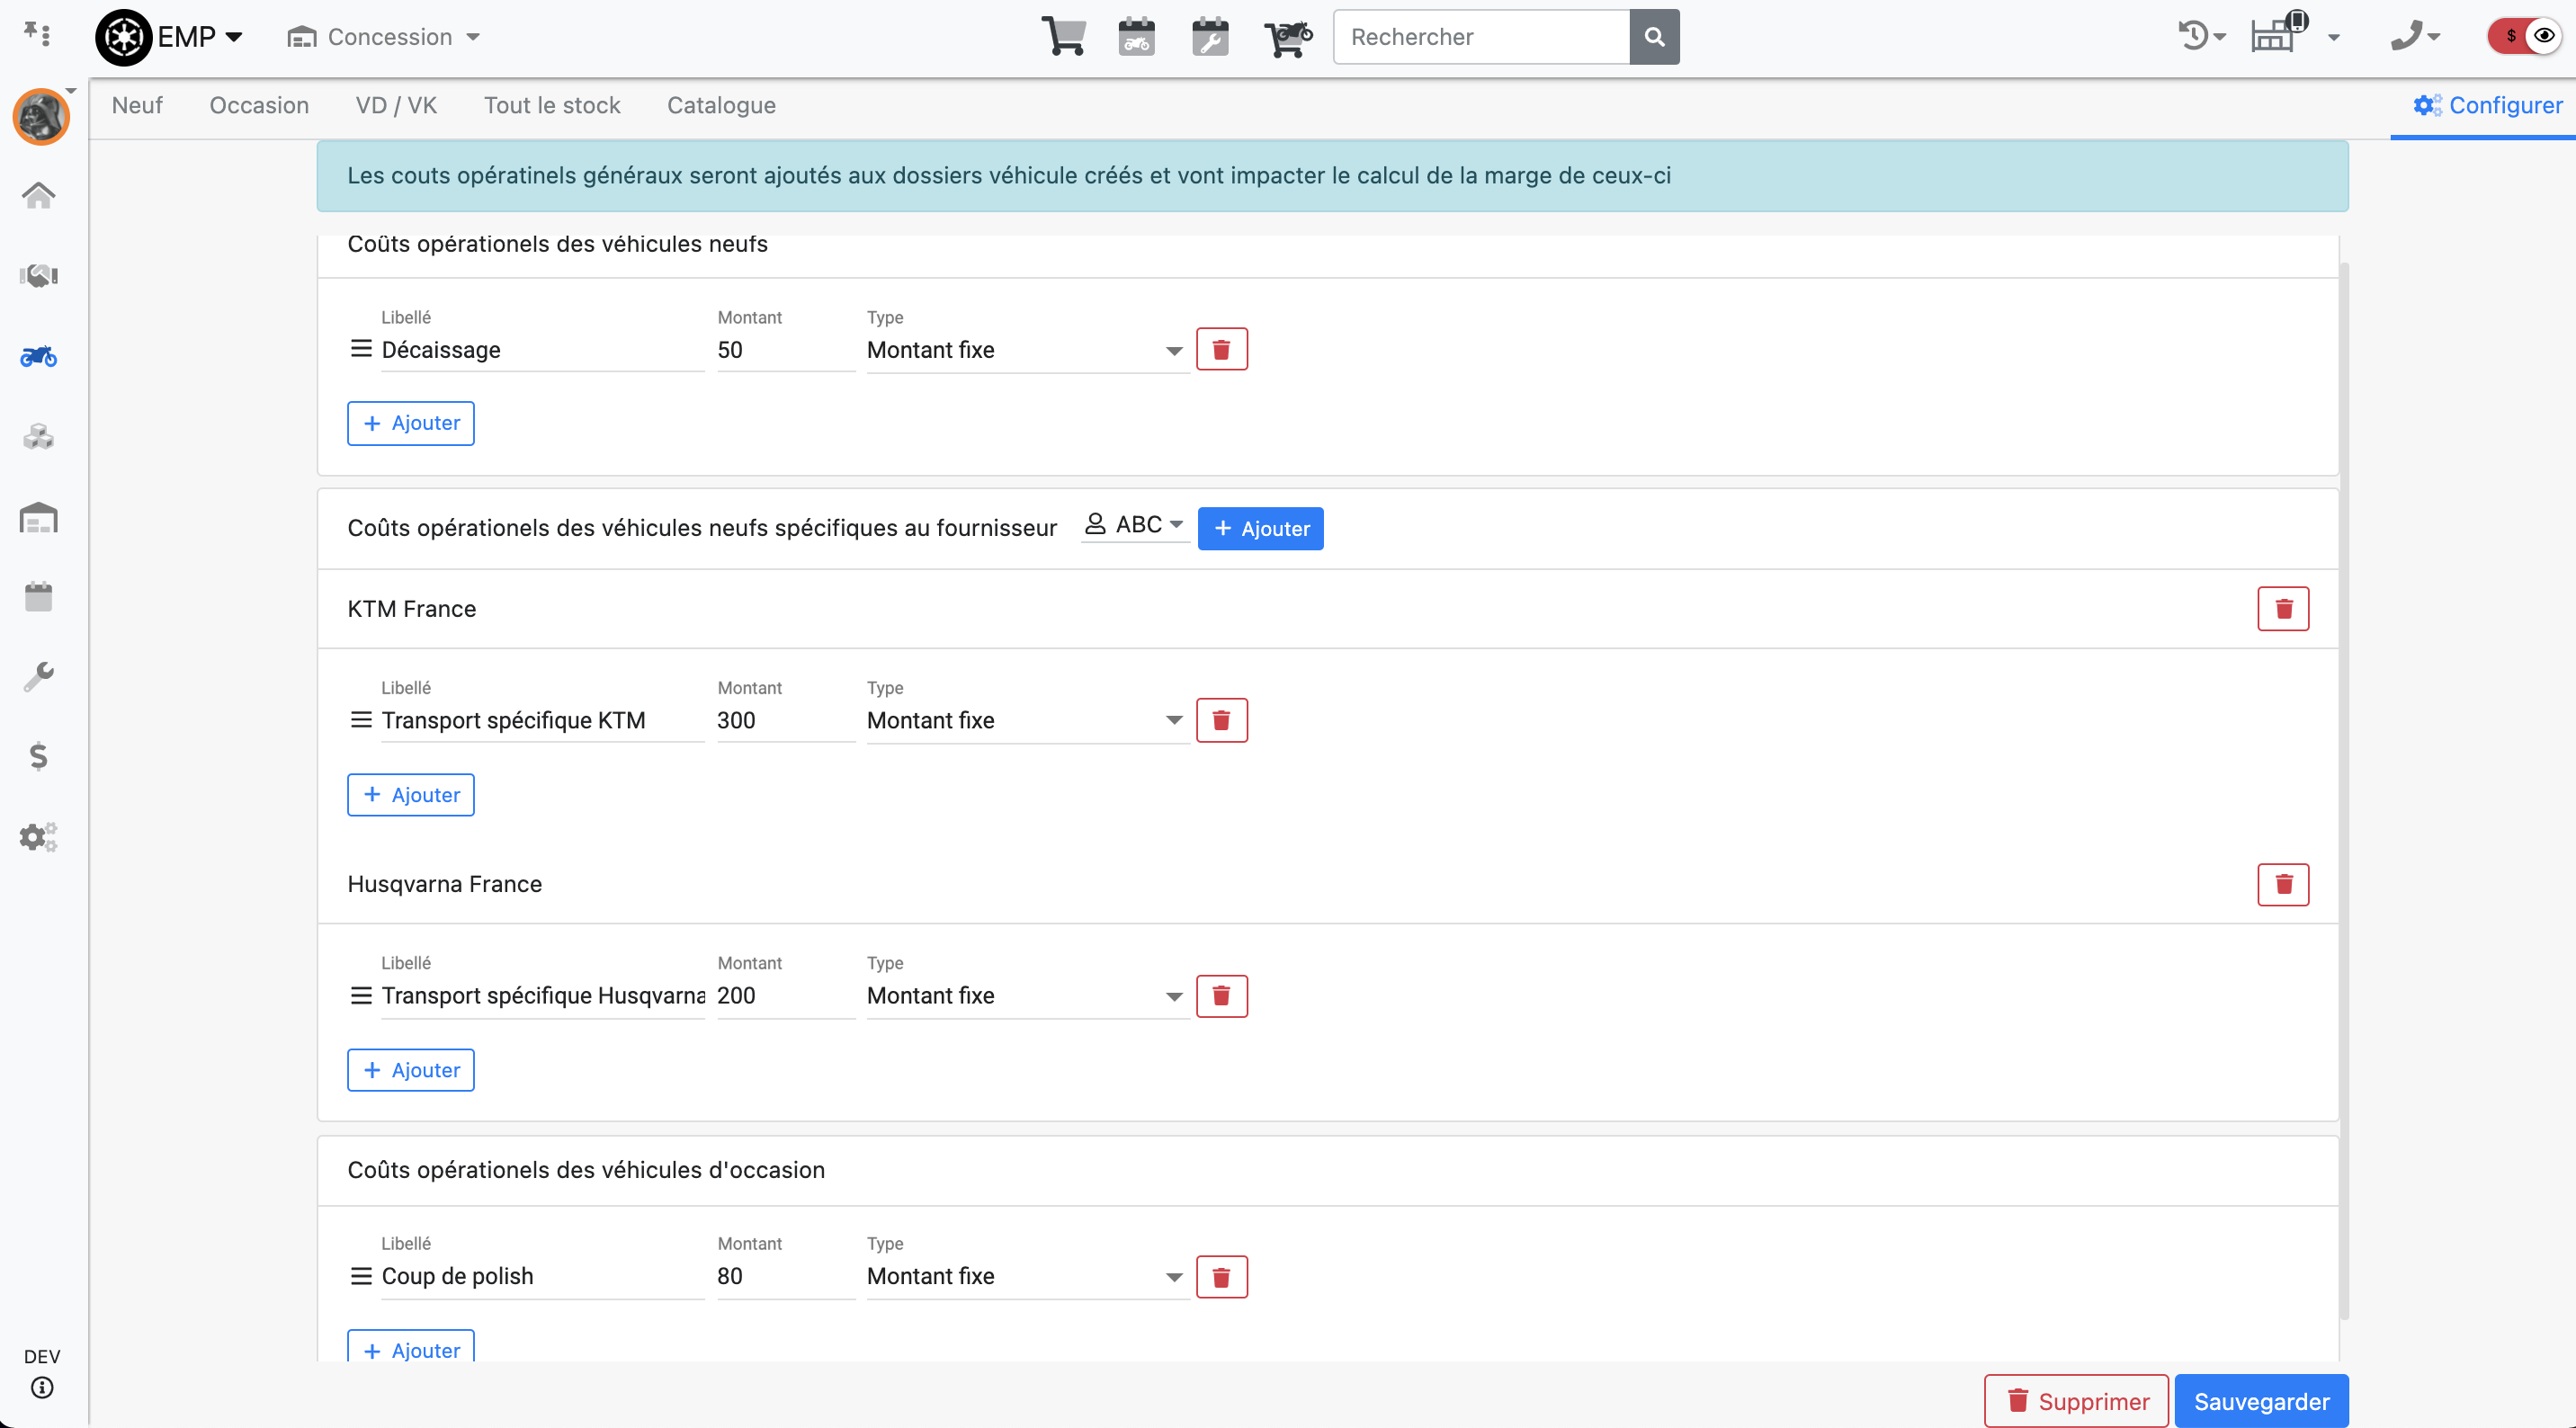 EMP
Concession
Rechercher
$
Neuf
Occasion
VD / VK
Tout le stock
Catalogue
Configurer
Les couts opératinels généraux seront ajoutés aux dossiers véhicule créés et vont impacter le calcul de la marge de ceux-ci
Coûts opérationels des véhicules neufs
Libellé Montant Type
Décaissage 50 Montant fixe
+ Ajouter
Coûts opérationels des véhicules neufs spécifiques au fournisseur ABC + Ajouter
KTM France
Libellé Montant Type
Transport spécifique KTM 300 Montant fixe
+ Ajouter
Husqvarna France
Libellé Montant Type
Transport spécifique Husqvarna 200 Montant fixe
+ Ajouter
Coûts opérationels des véhicules d'occasion
Libellé Montant Type
Coup de polish 80 Montant fixe
+ Ajouter
DEV
Supprimer
Sauvegarder